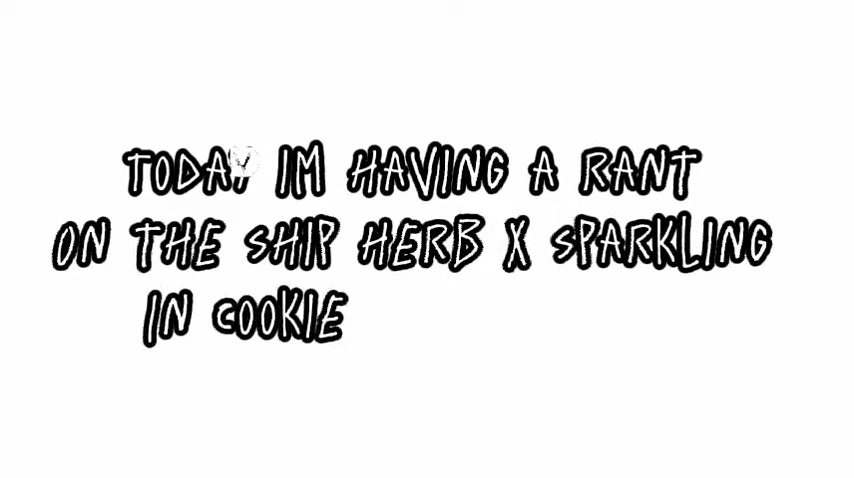 TODAY IM HAVING A RANT
ON THE SHIP HERB X SPARKLING
IN COOKIE